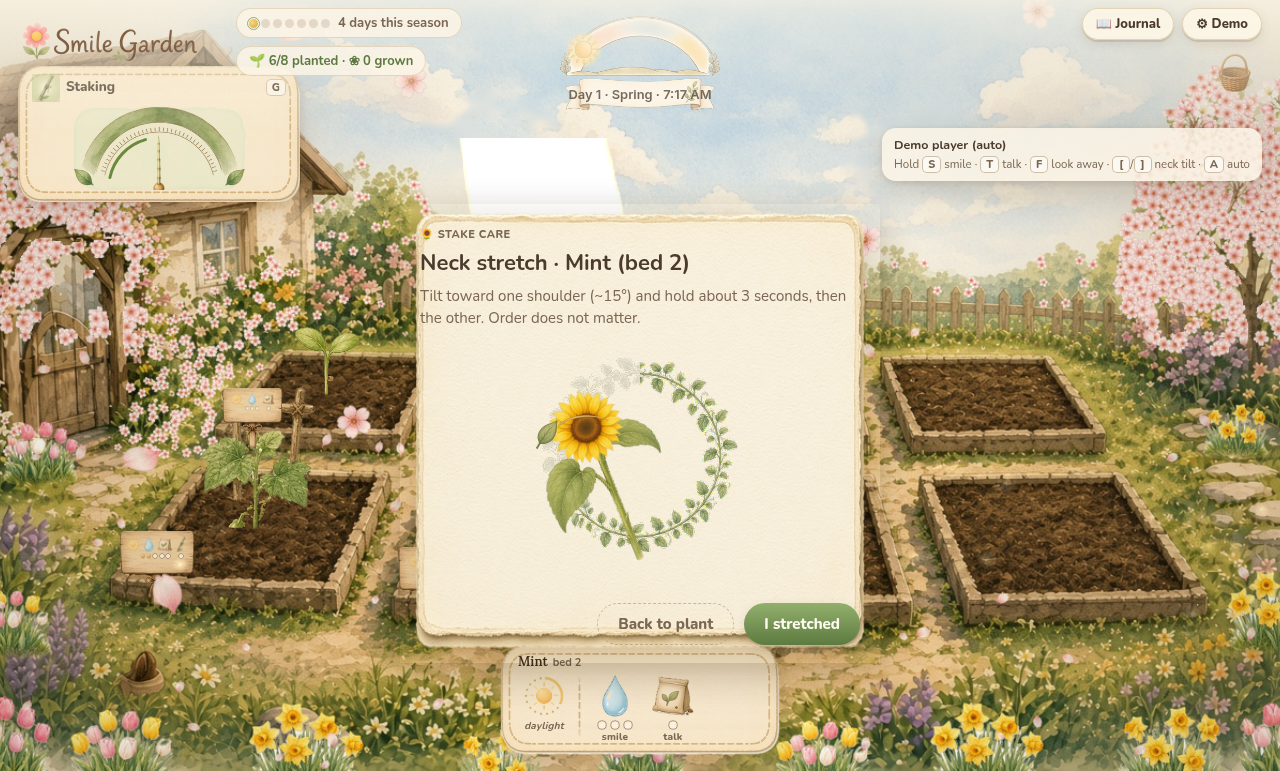 Smile Garden
4 days this season
6/8 planted · ❀ 0 grown
Day 1 · Spring · 7:17 AM
📖 Journal
⚙ Demo
Staking
G
Demo player (auto)
Hold S smile · T talk · F look away · [ / ] neck tilt · A auto
STAKE CARE
Neck stretch · Mint (bed 2)
Tilt toward one shoulder (~15°) and hold about 3 seconds, then
the other. Order does not matter.
Back to plant
I stretched
Mint bed 2
daylight
smile
talk